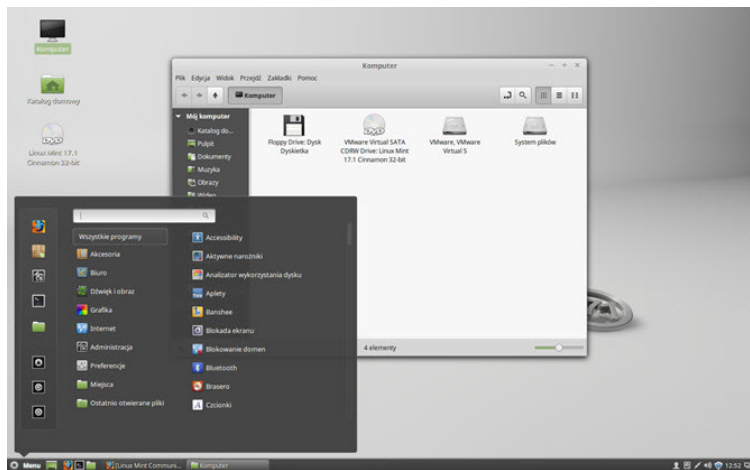 Komputer
Katalog domowy
Linux Mint 17.1
Cinnamon 32-bit
Komputer
Plik Edycja Widok Przejdź Zakładki Pomoc
Komputer
Mój komputer
Katalog do...
Pulpit
Dokumenty
Muzyka
Obrazy
Wideo
Floppy Drive: Dysk
Dyskietka
VMware Virtual SATA
CDRW Drive: Linux Mint
17.1 Cinnamon 32-bit
VMware, VMware
Virtual S
System plików
4 elementy
Wszystkie programy
Akcesoria
Biuro
Dźwięk i obraz
Grafika
Internet
Administracja
Preferencje
Miejsca
Ostatnio otwierane pliki
Accessibility
Aktywne narożniki
Analizator wykorzystania dysku
Aplety
Banshee
Blokada ekranu
Blokowanie domen
Bluetooth
Brasero
Czcionki
Menu
[Linux Mint Communi...
Komputer
12:52